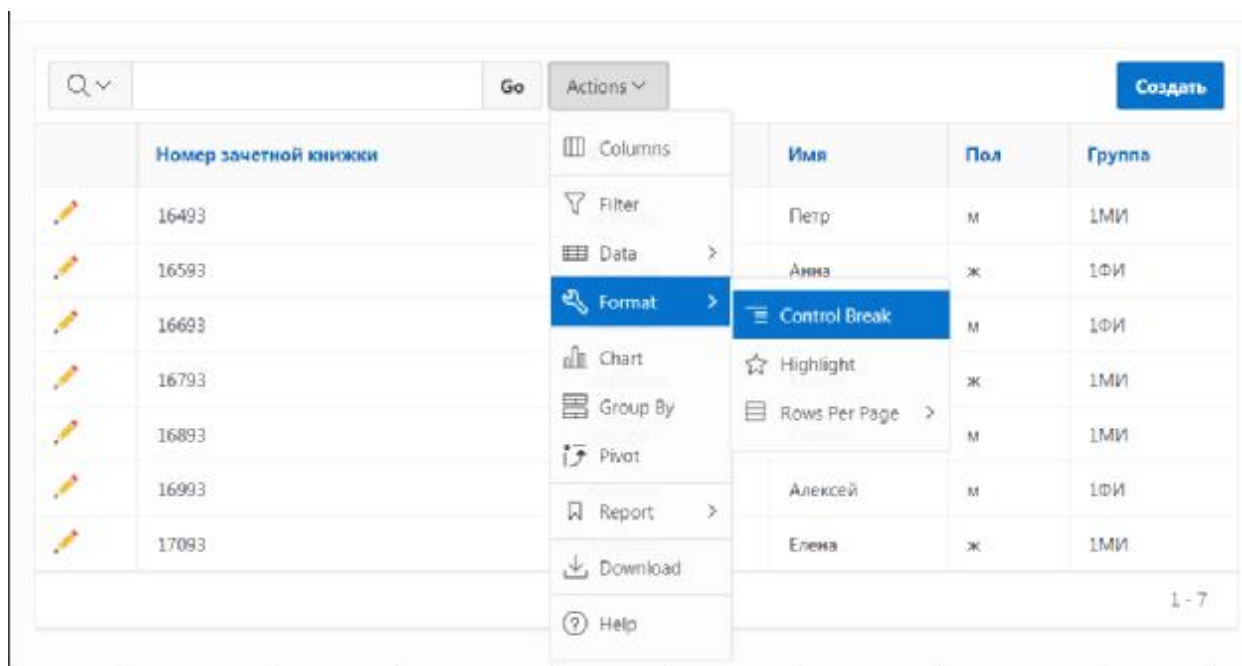 Go Actions Создать
Номер зачетной книжки Имя Пол Группа
Columns
Filter
Data
Format
Chart
Group By
Pivot
Report
Download
Help
Control Break
Highlight
Rows Per Page
16493 Петр м 1МИ
16593 Анна ж 1ФИ
16693 м 1ФИ
16793 ж 1МИ
16893 м 1МИ
16993 Алексей м 1ФИ
17093 Елена ж 1МИ
1 - 7